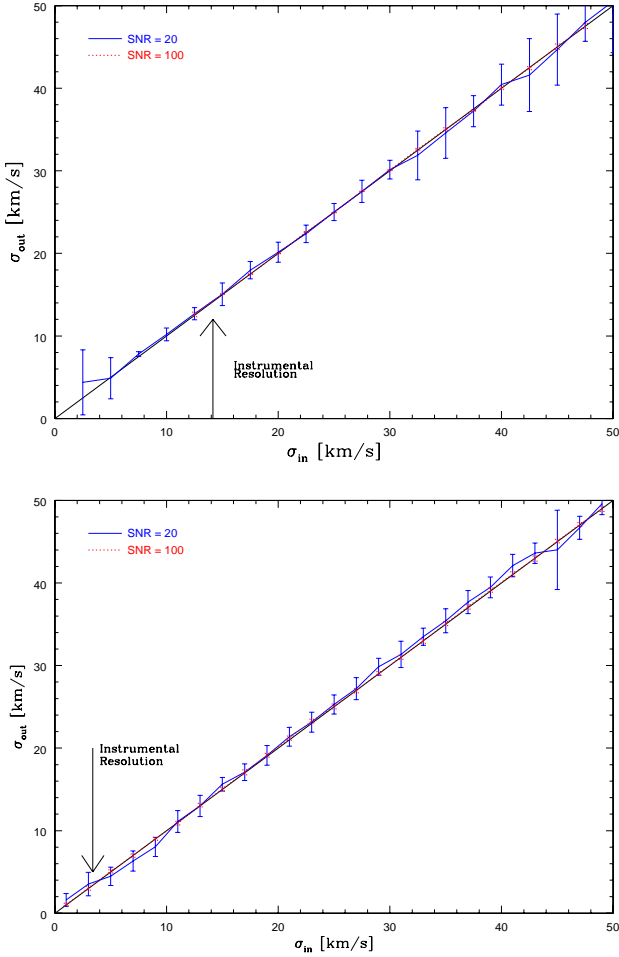 50
SNR = 20
SNR = 100
40
30
σout [km/s]
20
10
Instrumental
Resolution
0
0 10 20 30 40 50
σin [km/s]
50
SNR = 20
SNR = 100
40
30
σout [km/s]
20
Instrumental
Resolution
10
0
0 10 20 30 40 50
σin [km/s]